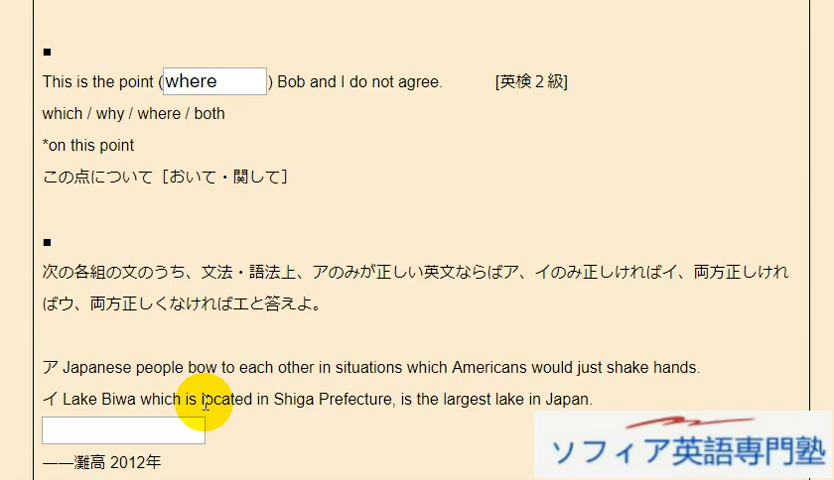 ■
This is the point (where) Bob and I do not agree. [英検２級]
which / why / where / both
*on this point
この点について［おいて・関して］
■
次の各組の文のうち、文法・語法上、アのみが正しい英文ならばア、イのみ正しければイ、両方正しけれ
ばウ、両方正しくなければエと答えよ。
ア Japanese people bow to each other in situations which Americans would just shake hands.
イ Lake Biwa which is located in Shiga Prefecture, is the largest lake in Japan.
ソフィア英語専門塾
——灘高 2012年